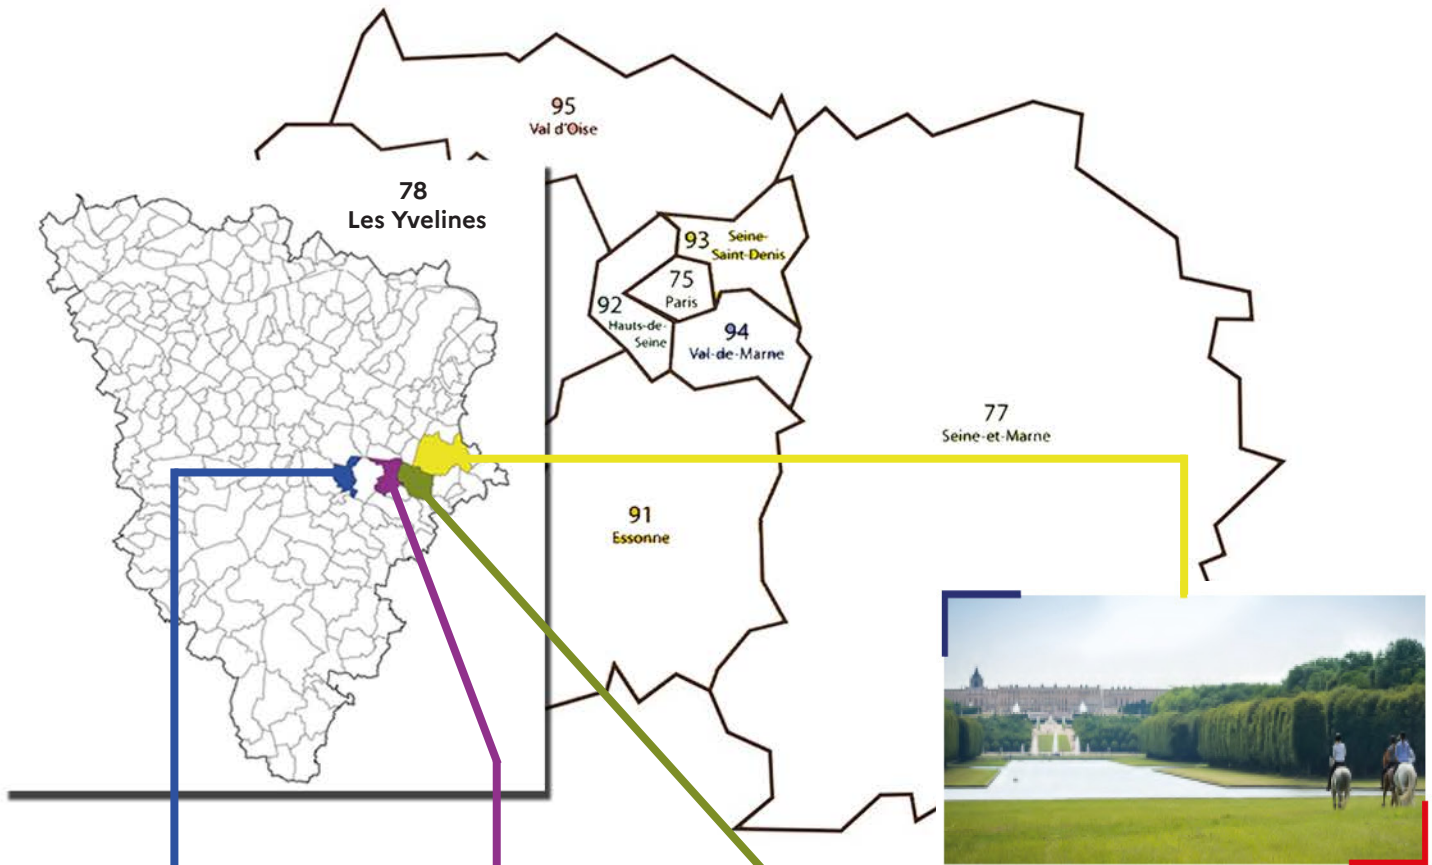 95
Val d'Oise
78
Les Yvelines
93
Seine-
Saint-Denis
75
Paris
92
Hauts-de-
Seine
94
Val-de-Marne
77
Seine-et-Marne
91
Essonne